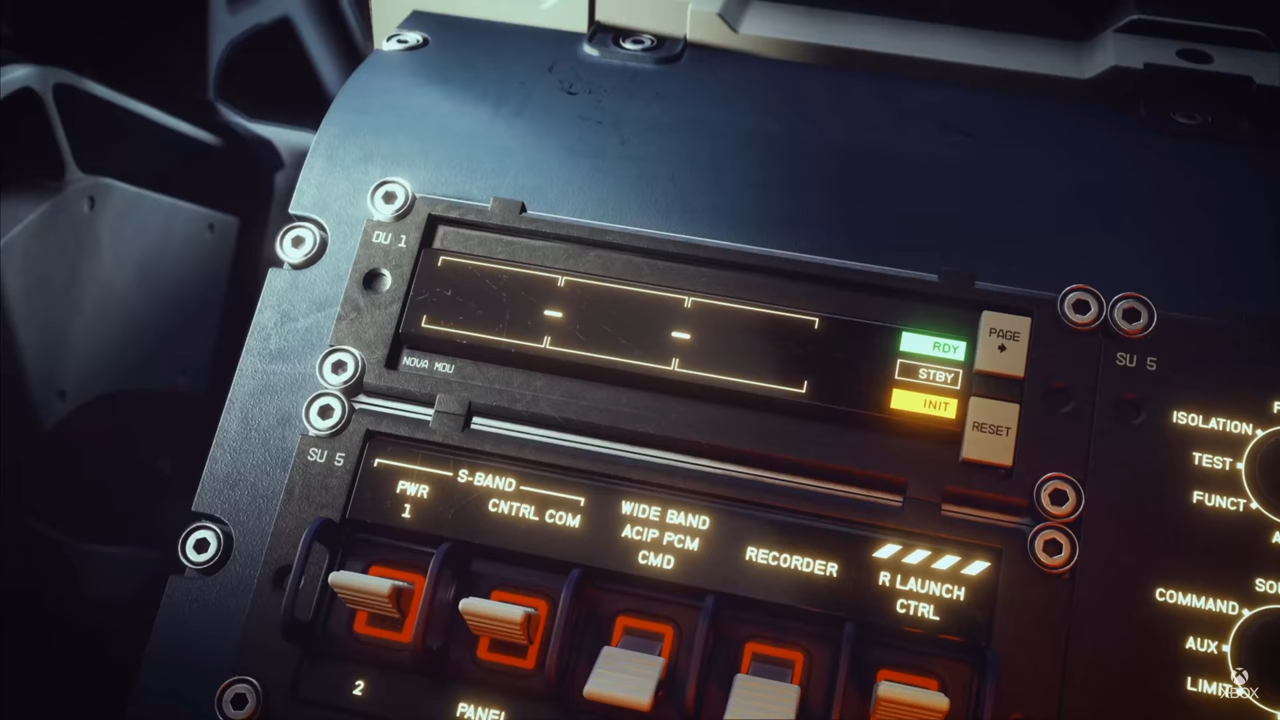 DU 1
PAGE
RDY
STBY
INIT
RESET
NOVA MDU
SU 5
SU 5
S-BAND
PWR
1
CNTRL COM
WIDE BAND
ACIP PCM
CMD
RECORDER
R LAUNCH
CTRL
2
PANEL
ISOLATION
TEST
FUNCT
COMMAND
AUX
XBOX